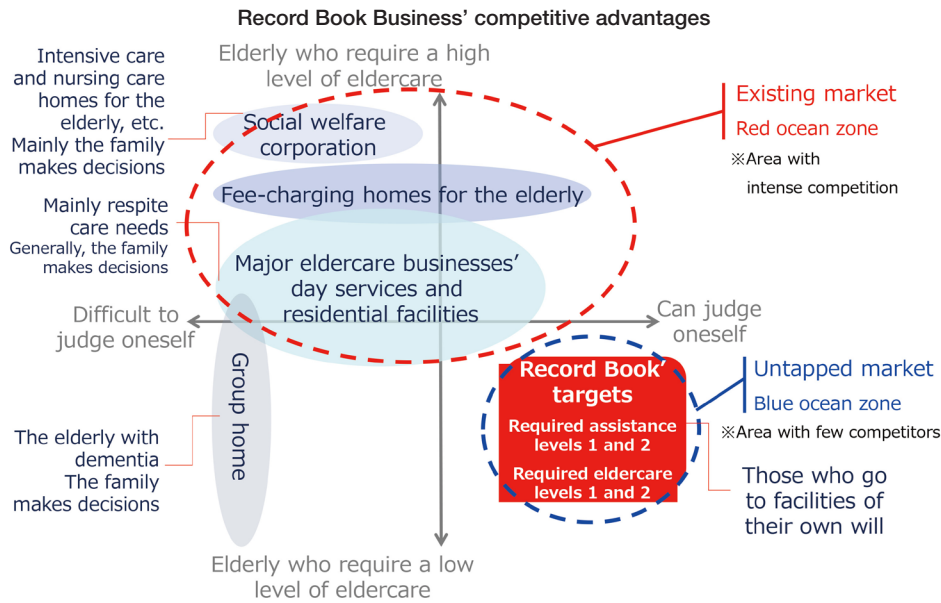 Record Book Business’ competitive advantages
Elderly who require a high
level of eldercare
Intensive care
and nursing care
homes for the
elderly, etc.
Mainly the family
makes decisions
Social welfare
corporation
Existing market
Red ocean zone
※Area with
intense competition
Fee-charging homes for the elderly
Mainly respite
care needs
Generally, the family
makes decisions
Major eldercare businesses’
day services and
residential facilities
Difficult to
judge oneself
Can judge
oneself
Group home
Record Book’
targets
Required assistance
levels 1 and 2
Required eldercare
levels 1 and 2
Untapped market
Blue ocean zone
※Area with few competitors
The elderly with
dementia
The family
makes decisions
Those who go
to facilities of
their own will
Elderly who require a low
level of eldercare